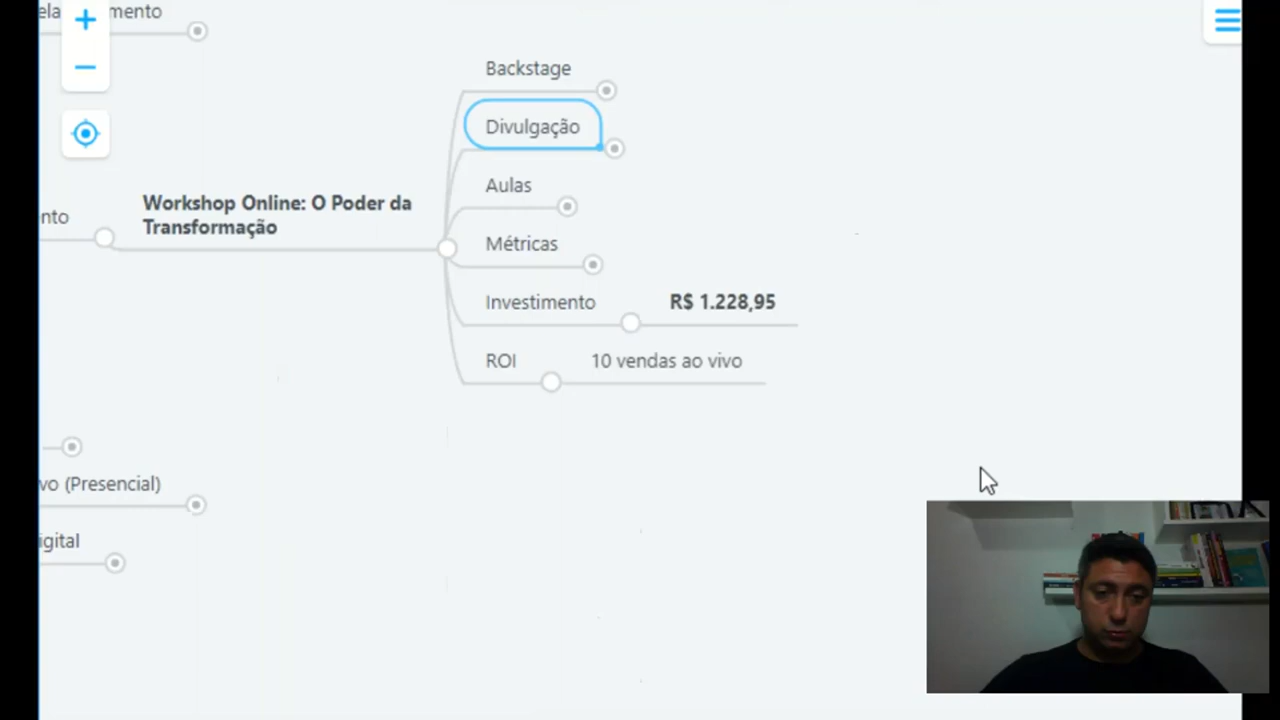 mento
Backstage
Divulgação
Aulas
Workshop Online: O Poder da
Transformação
Métricas
Investimento R$ 1.228,95
ROI 10 vendas ao vivo
vo (Presencial)
igital